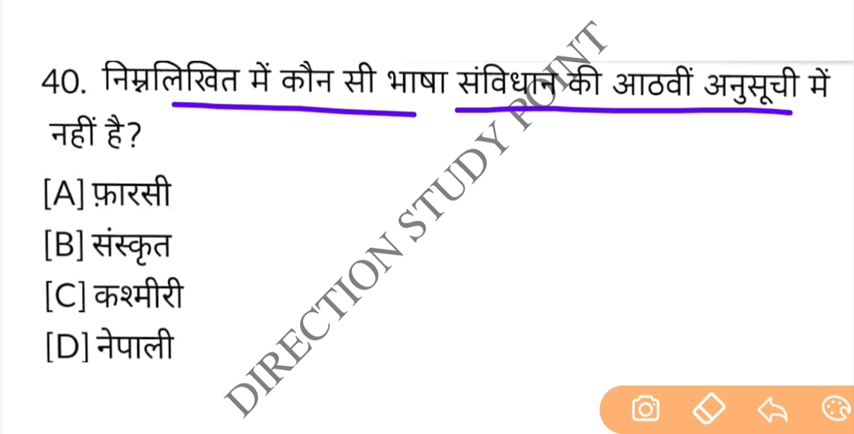 40. निम्नलिखित में कौन सी भाषा संविधान की आठवीं अनुसूची में
नहीं है?
[A] फ़ारसी
[B] संस्कृत
[C] कश्मीरी
[D] नेपाली
DIRECTION STUDY POINT